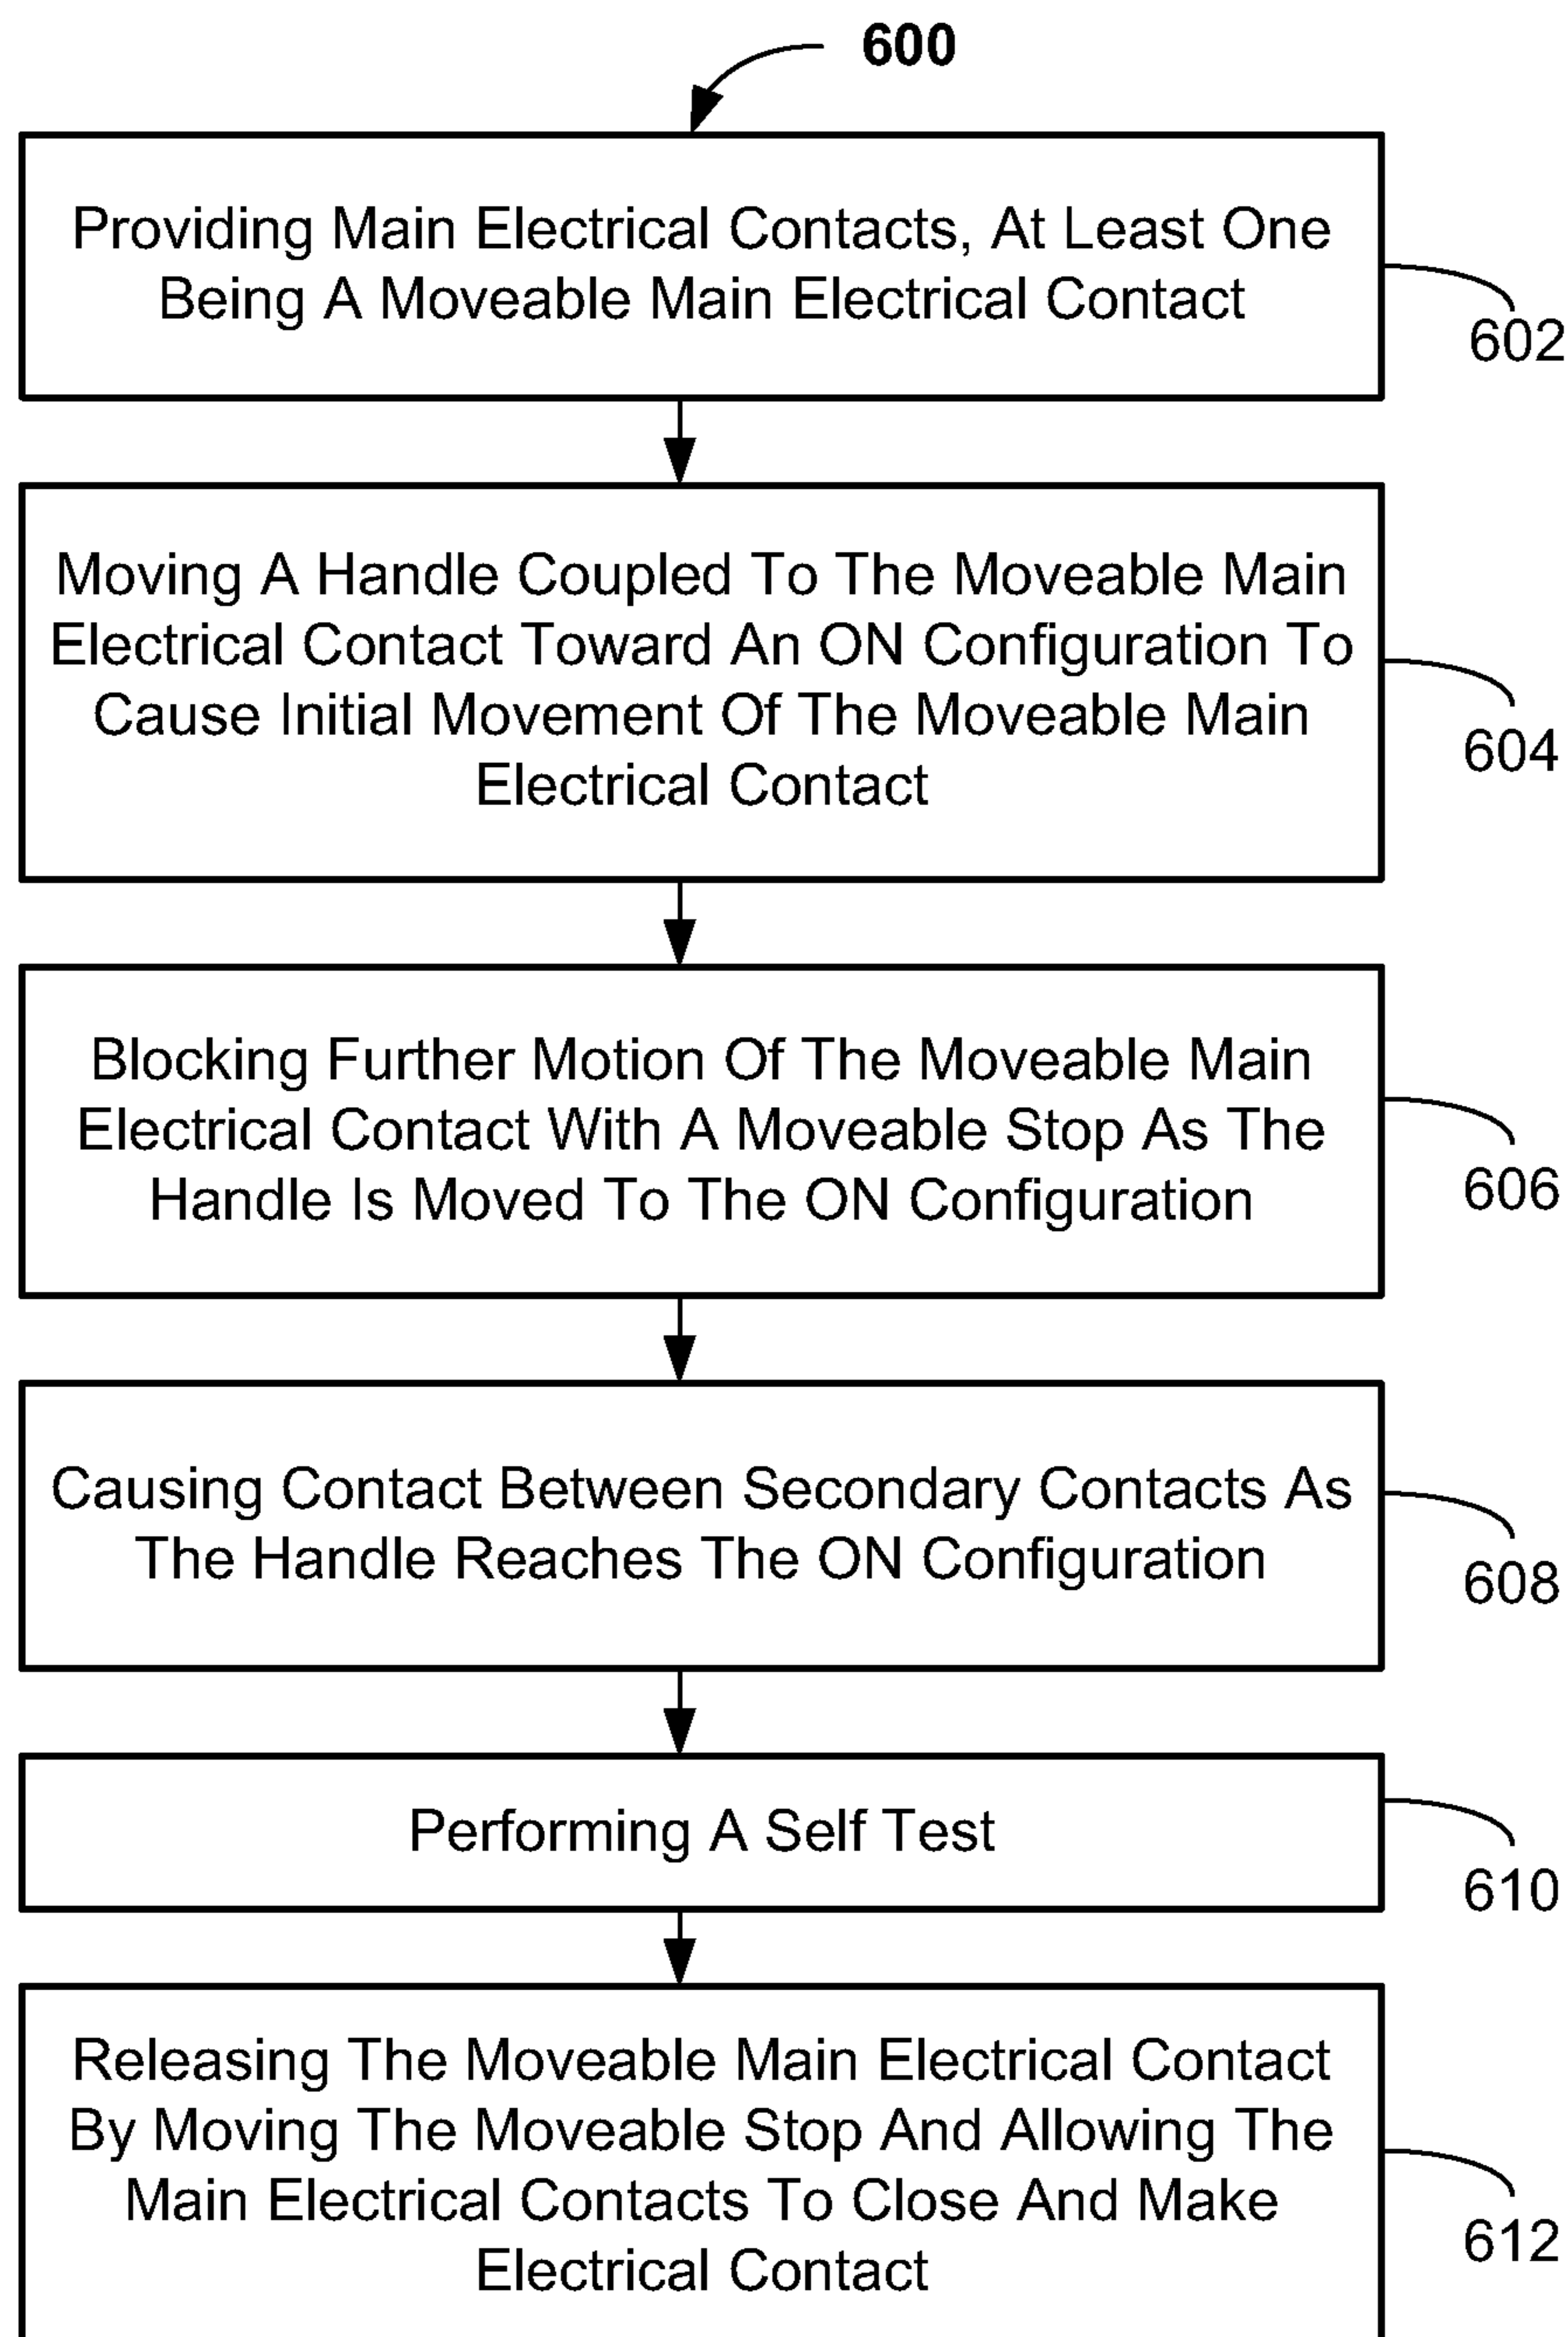 600
Providing Main Electrical Contacts, At Least One
Being A Moveable Main Electrical Contact
602
Moving A Handle Coupled To The Moveable Main
Electrical Contact Toward An ON Configuration To
Cause Initial Movement Of The Moveable Main
Electrical Contact
604
Blocking Further Motion Of The Moveable Main
Electrical Contact With A Moveable Stop As The
Handle Is Moved To The ON Configuration
606
Causing Contact Between Secondary Contacts As
The Handle Reaches The ON Configuration
608
Performing A Self Test
610
Releasing The Moveable Main Electrical Contact
By Moving The Moveable Stop And Allowing The
Main Electrical Contacts To Close And Make
Electrical Contact
612